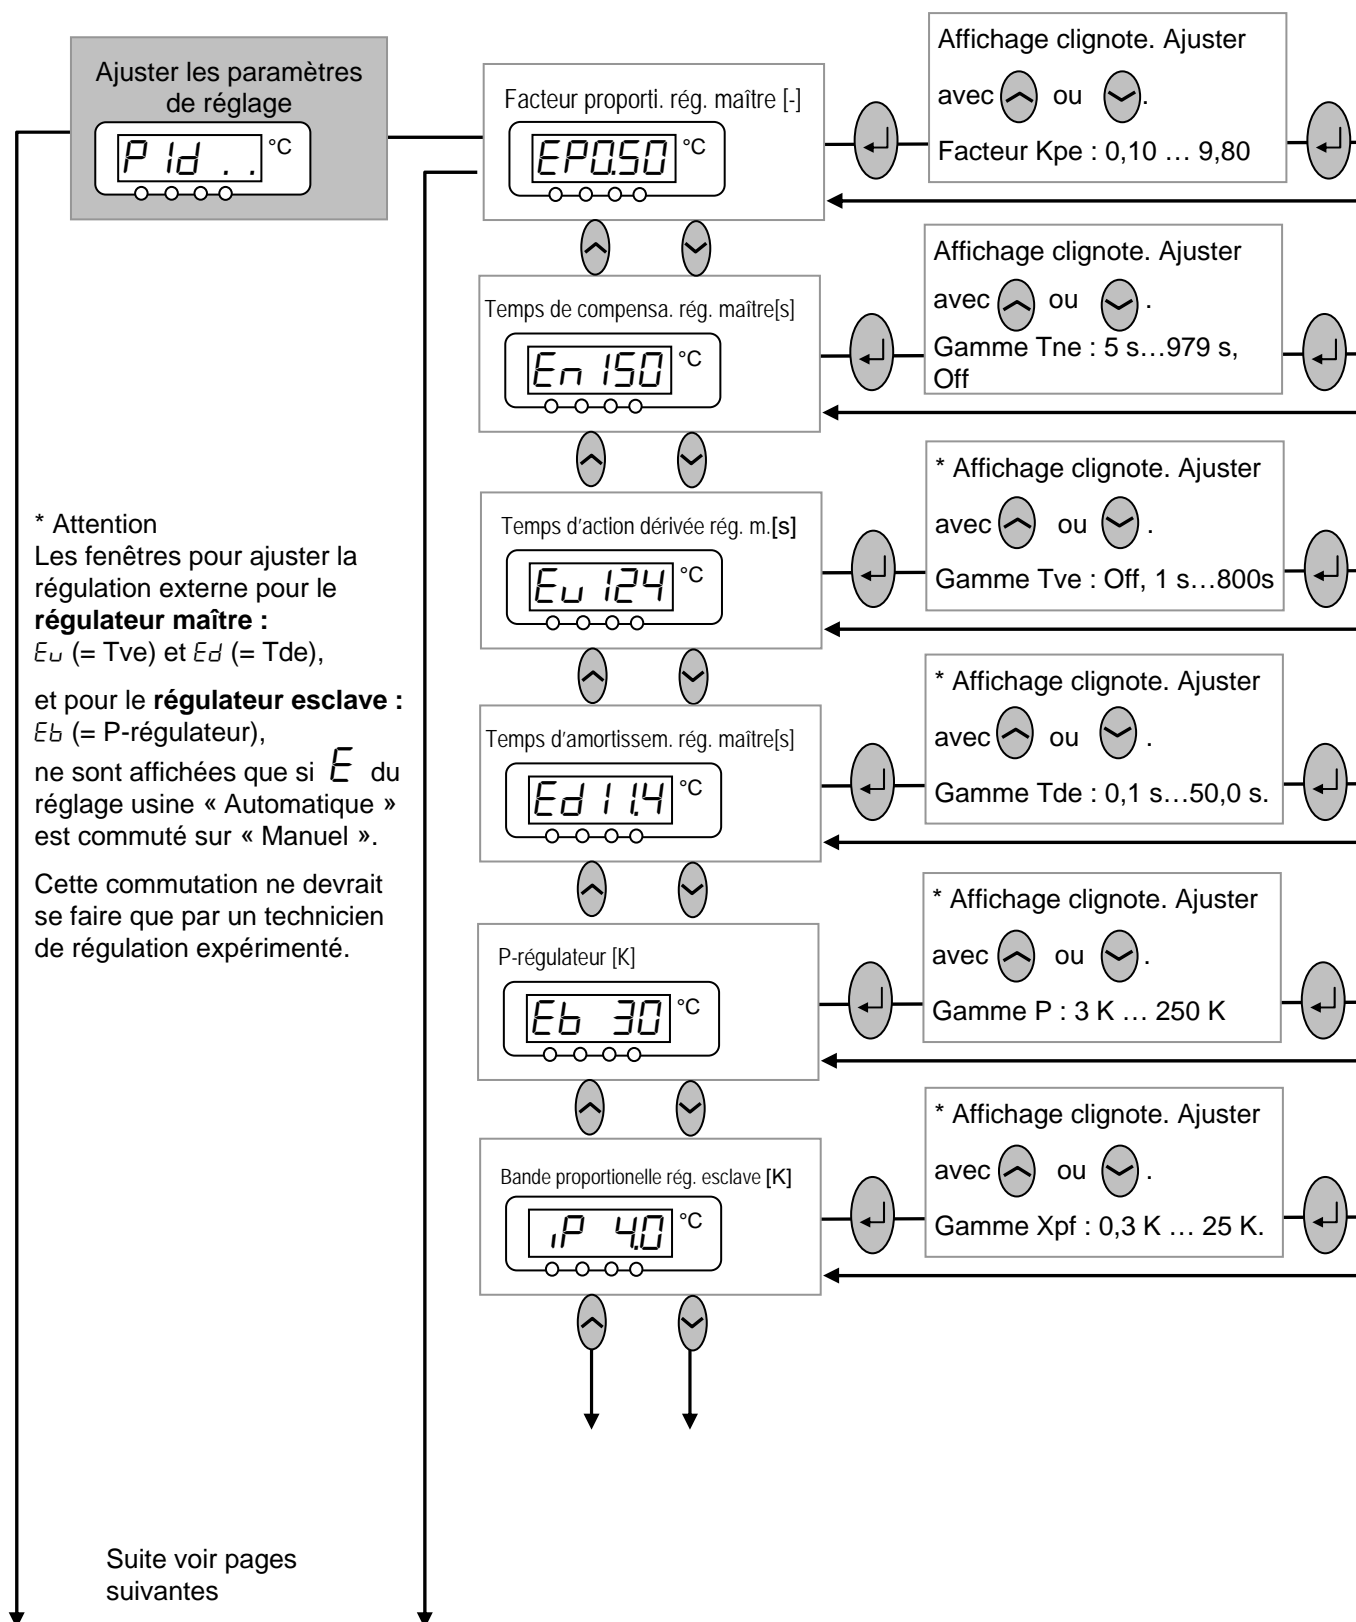 Ajuster les paramètres
de réglage
PId . .
°C
Facteur proporti. rég. maître [-]
EP0.50
°C
Affichage clignote. Ajuster
avec ou .
Facteur Kpe : 0,10 … 9,80
Temps de compensa. rég. maître[s]
En 150
°C
Affichage clignote. Ajuster
avec ou .
Gamme Tne : 5 s…979 s,
Off
Temps d'action dérivée rég. m.[s]
Eu 124
°C
* Affichage clignote. Ajuster
avec ou .
Gamme Tve : Off, 1 s…800s
Temps d'amortissem. rég. maître[s]
Ed 11.4
°C
* Affichage clignote. Ajuster
avec ou .
Gamme Tde : 0,1 s…50,0 s.
P-régulateur [K]
Eb 30
°C
* Affichage clignote. Ajuster
avec ou .
Gamme P : 3 K … 250 K
Bande proportionelle rég. esclave [K]
iP 4.0
°C
* Affichage clignote. Ajuster
avec ou .
Gamme Xpf : 0,3 K … 25 K.
* Attention
Les fenêtres pour ajuster la
régulation externe pour le
régulateur maître :
Eu (= Tve) et Ed (= Tde),
et pour le régulateur esclave :
Eb (= P-régulateur),
ne sont affichées que si E du
réglage usine « Automatique »
est commuté sur « Manuel ».
Cette commutation ne devrait
se faire que par un technicien
de régulation expérimenté.
Suite voir pages
suivantes